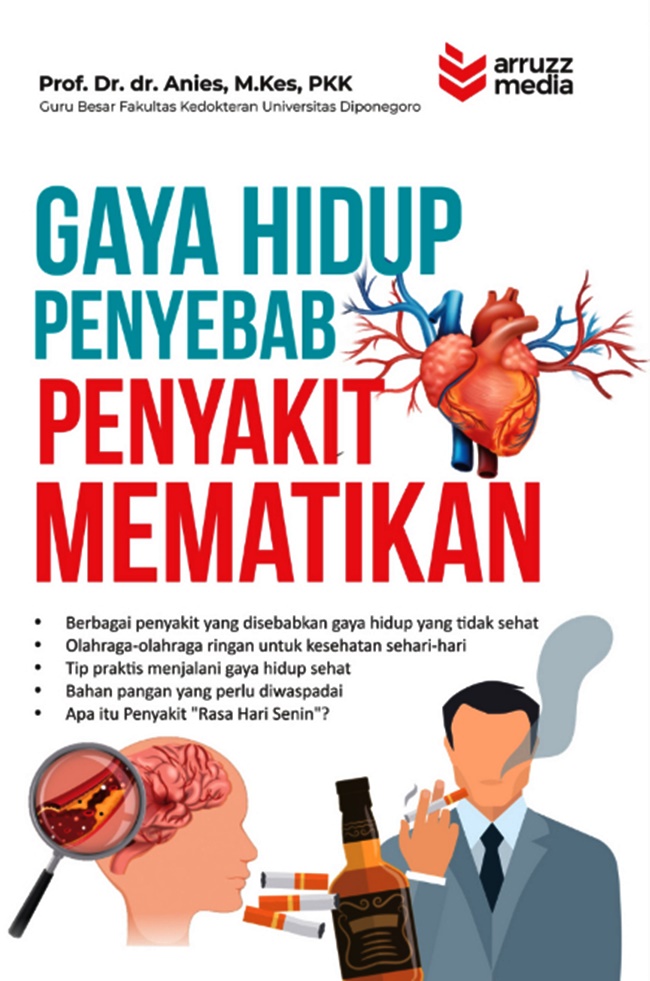 Prof. Dr. dr. Anies, M.Kes, PKK
Guru Besar Fakultas Kedokteran Universitas Diponegoro
arruzz
media
GAYA HIDUP
PENYEBAB
PENYAKIT
MEMATIKAN
• Berbagai penyakit yang disebabkan gaya hidup yang tidak sehat
• Olahraga-olahraga ringan untuk kesehatan sehari-hari
• Tip praktis menjalani gaya hidup sehat
• Bahan pangan yang perlu diwaspadai
• Apa itu Penyakit "Rasa Hari Senin"?